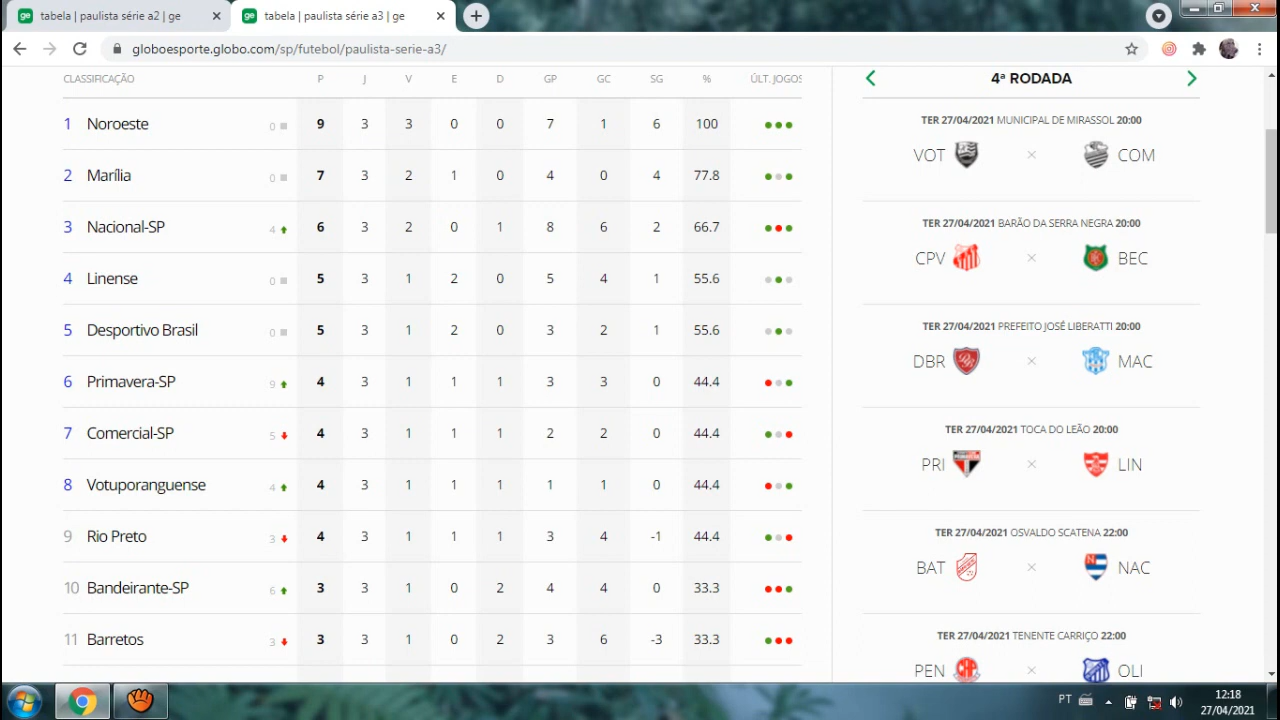 tabela | paulista série a2 | ge
tabela | paulista série a3 | ge
globoesporte.globo.com/sp/futebol/paulista-serie-a3/
CLASSIFICAÇÃO P J V E D GP GC SG % ÚLT. JOGOS
1 Noroeste 0 9 3 3 0 0 7 1 6 100
2 Marília 0 7 3 2 1 0 4 0 4 77.8
3 Nacional-SP 4 6 3 2 0 1 8 6 2 66.7
4 Linense 0 5 3 1 2 0 5 4 1 55.6
5 Desportivo Brasil 0 5 3 1 2 0 3 2 1 55.6
6 Primavera-SP 9 4 3 1 1 1 3 3 0 44.4
7 Comercial-SP 5 4 3 1 1 1 2 2 0 44.4
8 Votuporanguense 4 4 3 1 1 1 1 1 0 44.4
9 Rio Preto 3 4 3 1 1 1 3 4 -1 44.4
10 Bandeirante-SP 6 3 3 1 0 2 4 4 0 33.3
11 Barretos 3 3 3 1 0 2 3 6 -3 33.3
4ª RODADA
TER 27/04/2021 MUNICIPAL DE MIRASSOL 20:00
VOT × COM
TER 27/04/2021 BARÃO DA SERRA NEGRA 20:00
CPV × BEC
TER 27/04/2021 PREFEITO JOSÉ LIBERATTI 20:00
DBR × MAC
TER 27/04/2021 TOCA DO LEÃO 20:00
PRI × LIN
TER 27/04/2021 OSVALDO SCATENA 22:00
BAT × NAC
TER 27/04/2021 TENENTE CARRIÇO 22:00
PEN × OLI
PT
12:18
27/04/2021